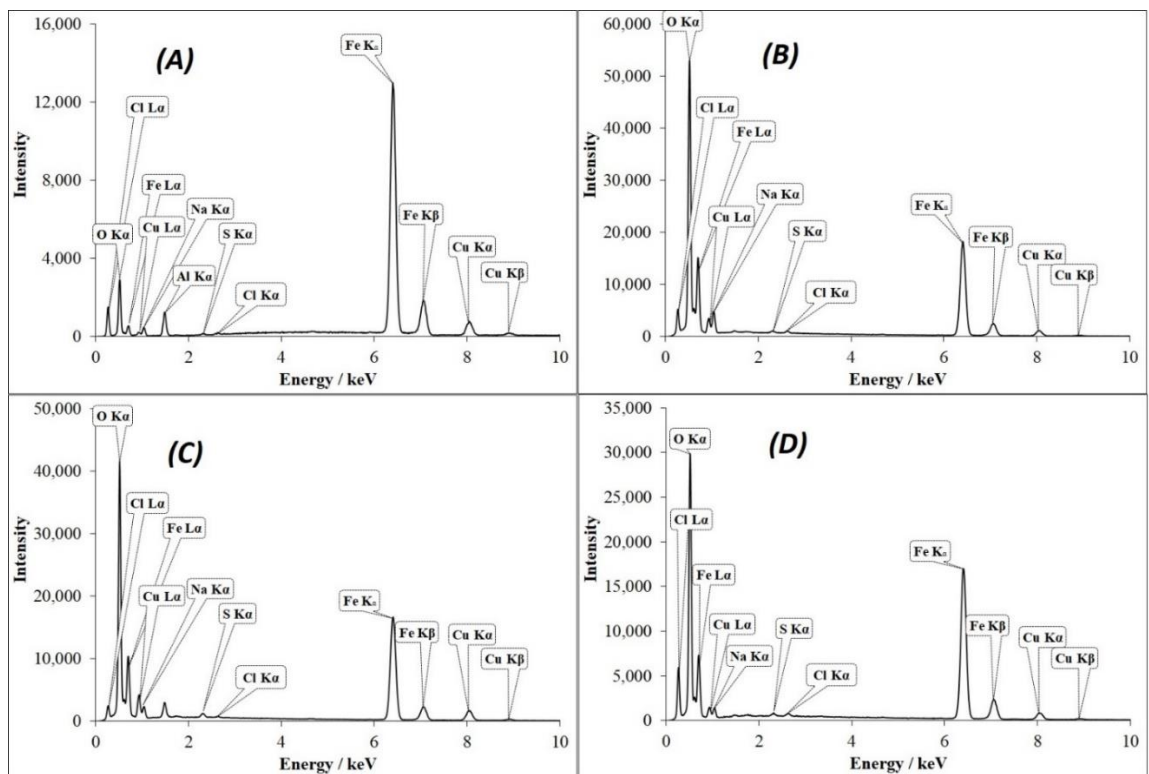 (A)
Intensity
16,000
12,000
8,000
4,000
0
Fe Kα
Cl Lα
Fe Lα
Na Kα
O Kα
Cu Lα
S Kα
Al Kα
Cl Kα
Fe Kβ
Cu Kα
Cu Kβ
0 2 4 6 8 10
Energy / keV
(B)
Intensity
60,000
50,000
40,000
30,000
20,000
10,000
0
O Kα
Cl Lα
Fe Lα
Na Kα
Cu Lα
S Kα
Cl Kα
Fe Kα
Fe Kβ
Cu Kα
Cu Kβ
0 2 4 6 8 10
Energy / keV
(C)
Intensity
50,000
40,000
30,000
20,000
10,000
0
O Kα
Cl Lα
Fe Lα
Cu Lα
Na Kα
S Kα
Cl Kα
Fe Kα
Fe Kβ
Cu Kα
Cu Kβ
0 2 4 6 8 10
Energy / keV
(D)
Intensity
35,000
30,000
25,000
20,000
15,000
10,000
5,000
0
O Kα
Cl Lα
Fe Lα
Cu Lα
Na Kα
S Kα
Cl Kα
Fe Kα
Fe Kβ
Cu Kα
Cu Kβ
0 2 4 6 8 10
Energy / keV